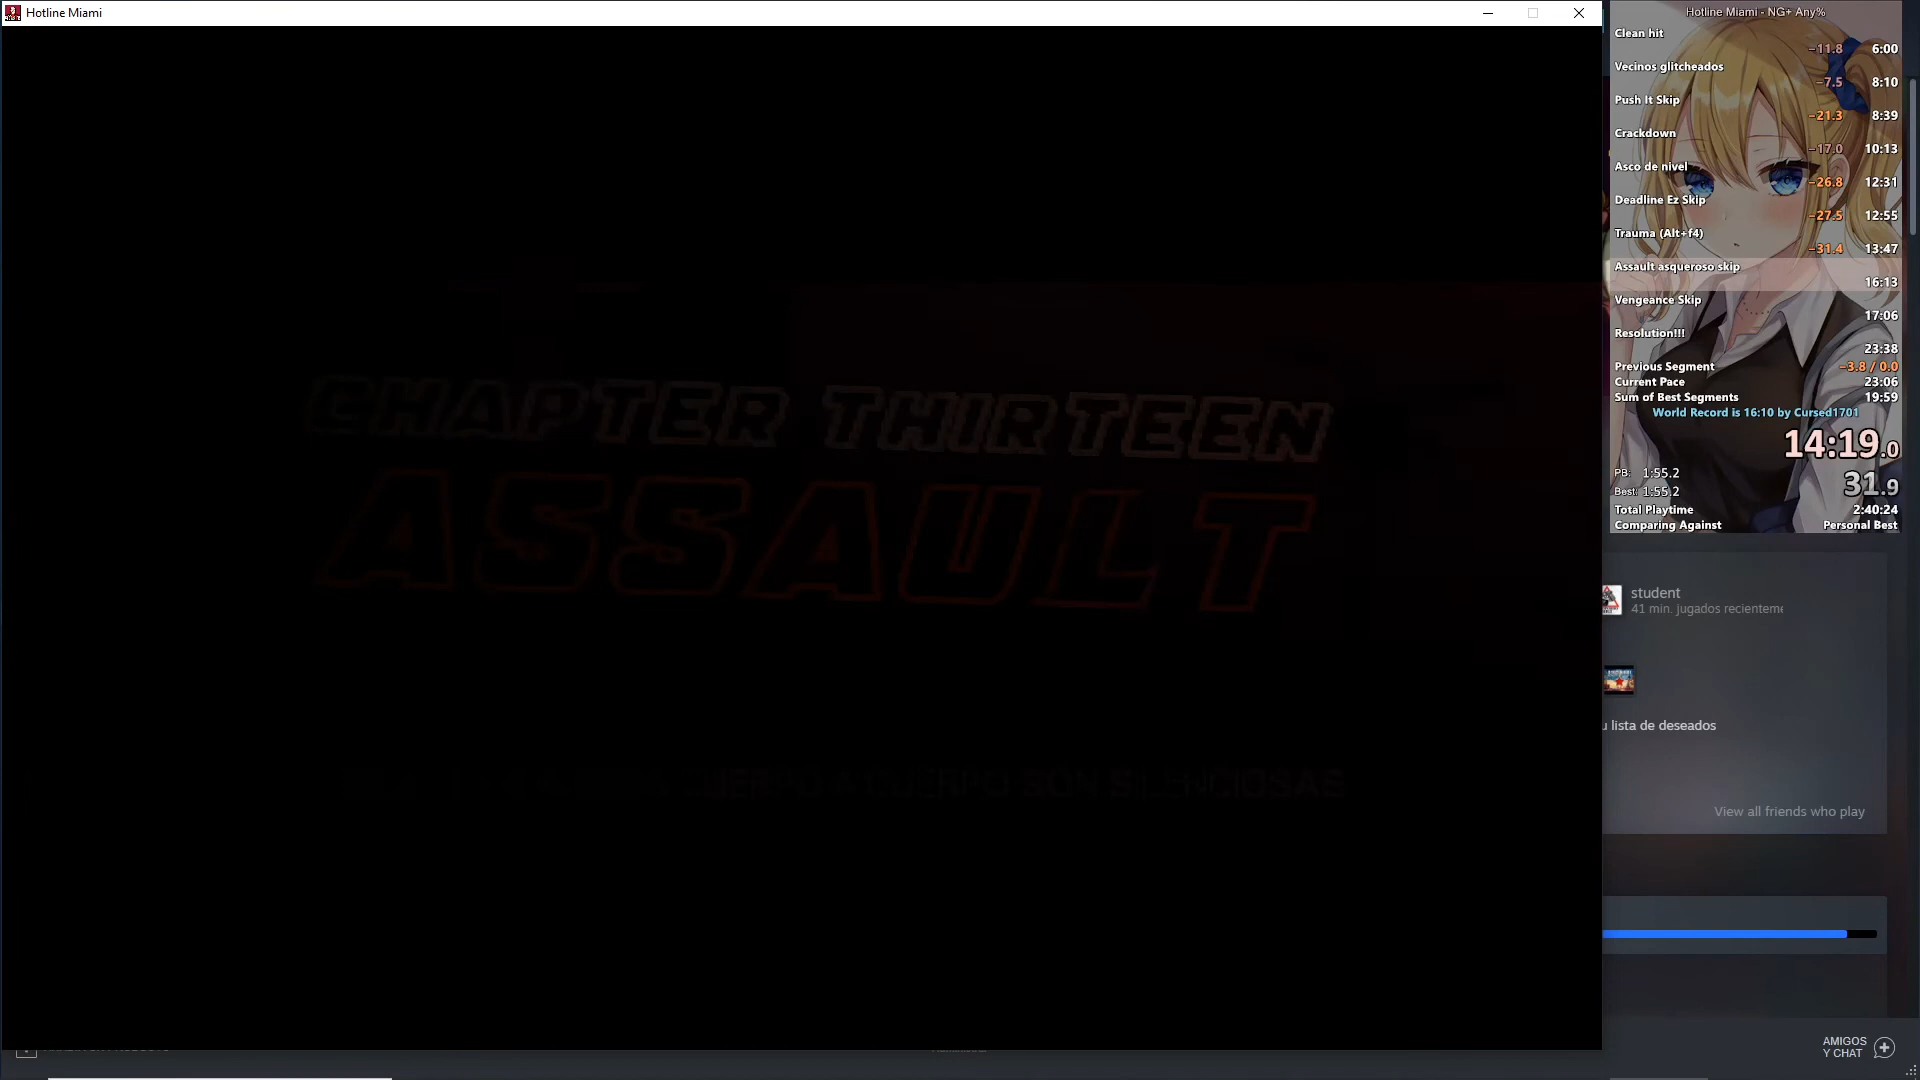 Hotline Miami
Hotline Miami - NG+ Any%
Clean hit
−11.8 6:00
Vecinos glitcheados
−7.5 8:10
Push It Skip
−21.3 8:39
Crackdown
−17.0 10:13
Asco de nivel
−26.8 12:31
Deadline Ez Skip
−27.5 12:55
Trauma (Alt+f4)
−31.4 13:47
Assault asqueroso skip
16:13
Vengeance Skip
17:06
Resolution!!!
23:38
Previous Segment −3.8 / 0.0
Current Pace 23:06
Sum of Best Segments 19:59
World Record is 16:10 by Cursed1701
14:19.0
PB: 1:55.2
31.9
Best: 1:55.2
Total Playtime 2:40:24
Comparing Against Personal Best
CHAPTER THIRTEEN
ASSAULT
CUERPO A CUERPO SON SILENCIOSAS
student
41 min. jugados recienteme
u lista de deseados
View all friends who play
AMIGOS
Y CHAT